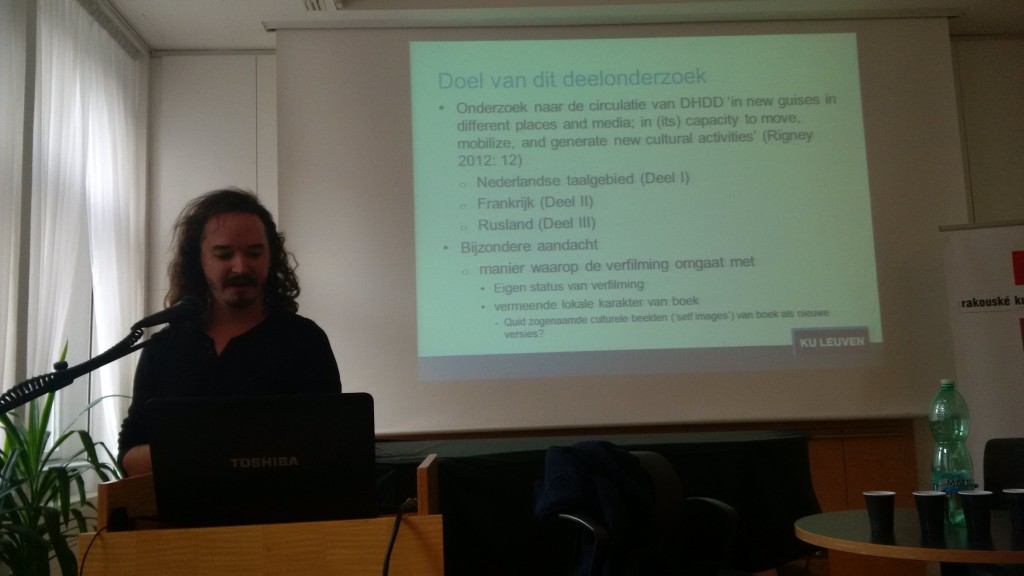 Doel van dit deelonderzoek
• Onderzoek naar de circulatie van DHDD 'in new guises in
different places and media; in (its) capacity to move,
mobilize, and generate new cultural activities' (Rigney
2012: 12)
○ Nederlandse taalgebied (Deel I)
○ Frankrijk (Deel II)
○ Rusland (Deel III)
• Bijzondere aandacht
○ manier waarop de verfilming omgaat met
• Eigen status van verfilming
• vermeende lokale karakter van boek
• Quid zogenaamde culturele beelden ('self images') van boek als nieuwe
versies?
KU LEUVEN
rakouské
TOSHIBA